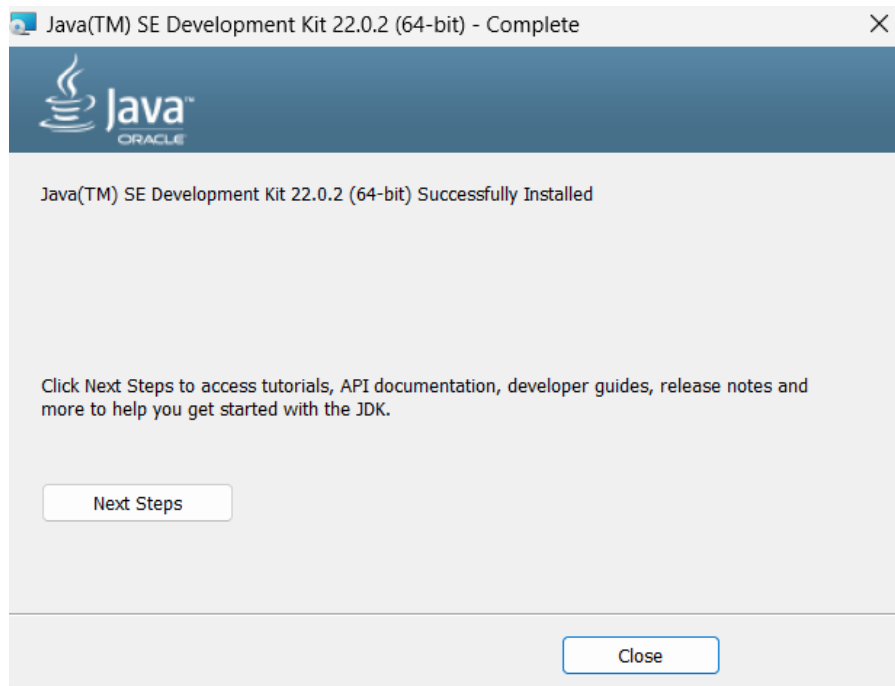 Java(TM) SE Development Kit 22.0.2 (64-bit) - Complete
Java™
ORACLE
Java(TM) SE Development Kit 22.0.2 (64-bit) Successfully Installed
Click Next Steps to access tutorials, API documentation, developer guides, release notes and
more to help you get started with the JDK.
Next Steps
Close